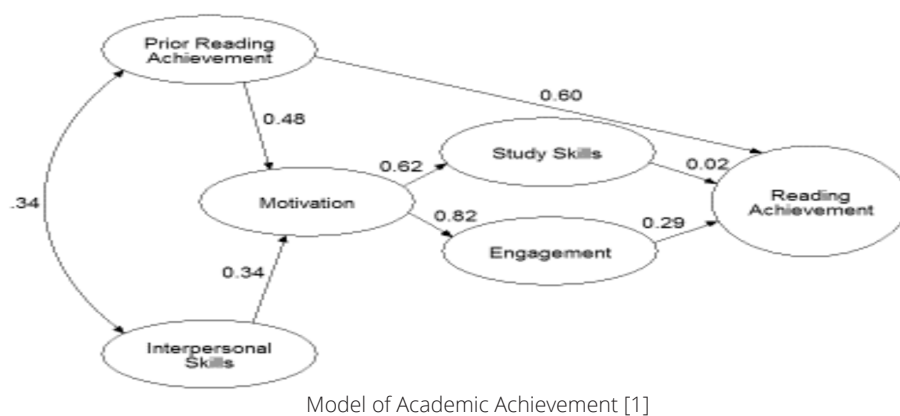 Prior Reading
Achievement
0.60
0.48
Study Skills
0.62
0.02
.34
Motivation
Reading
Achievement
0.82
0.29
Engagement
0.34
Interpersonal
Skills
Model of Academic Achievement [1]